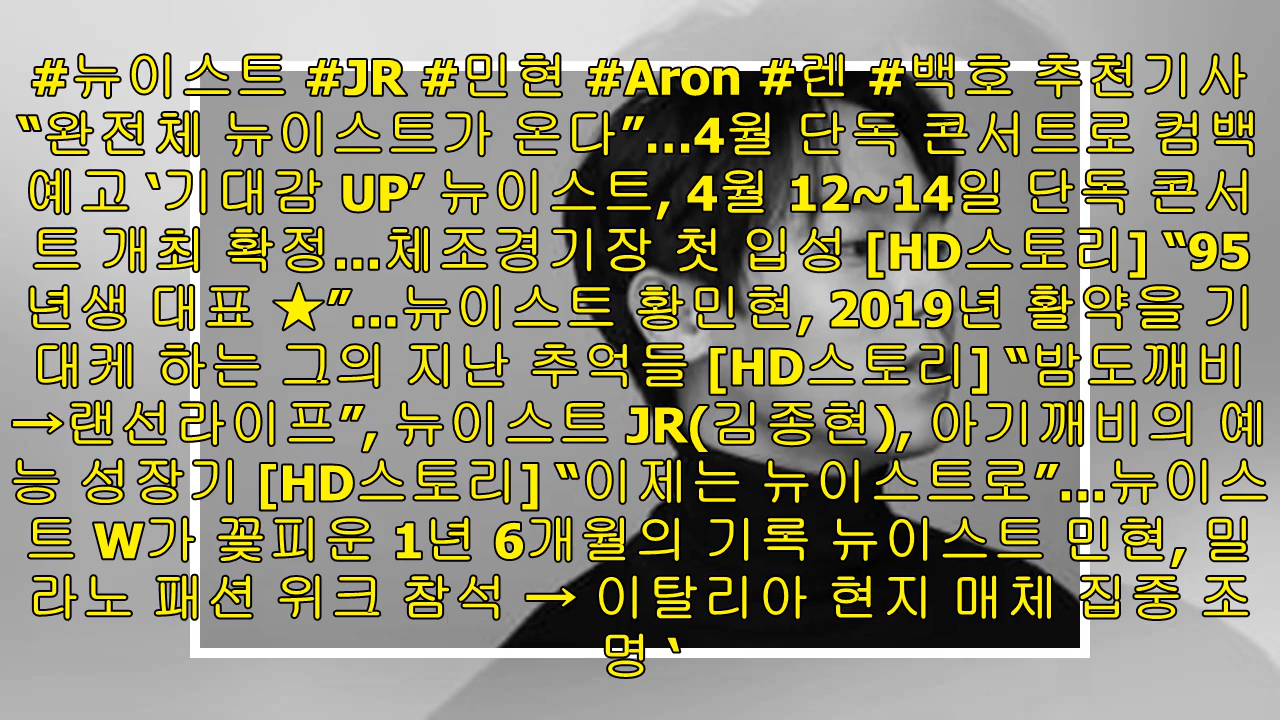 #뉴이스트 #JR #민현 #Aron #렌 #백호 추천기사
“완전체 뉴이스트가 온다”...4월 단독 콘서트로 컴백
예고 ‘기대감 UP’ 뉴이스트, 4월 12~14일 단독 콘서
트 개최 확정...체조경기장 첫 입성 [HD스토리] “95
년생 대표 ★”...뉴이스트 황민현, 2019년 활약을 기
대케 하는 그의 지난 추억들 [HD스토리] “밤도깨비
→랜선라이프”, 뉴이스트 JR(김종현), 아기깨비의 예
능 성장기 [HD스토리] “이제는 뉴이스트로”...뉴이스
트 W가 꽃피운 1년 6개월의 기록 뉴이스트 민현, 밀
라노 패션 위크 참석 → 이탈리아 현지 매체 집중 조
명 ‘